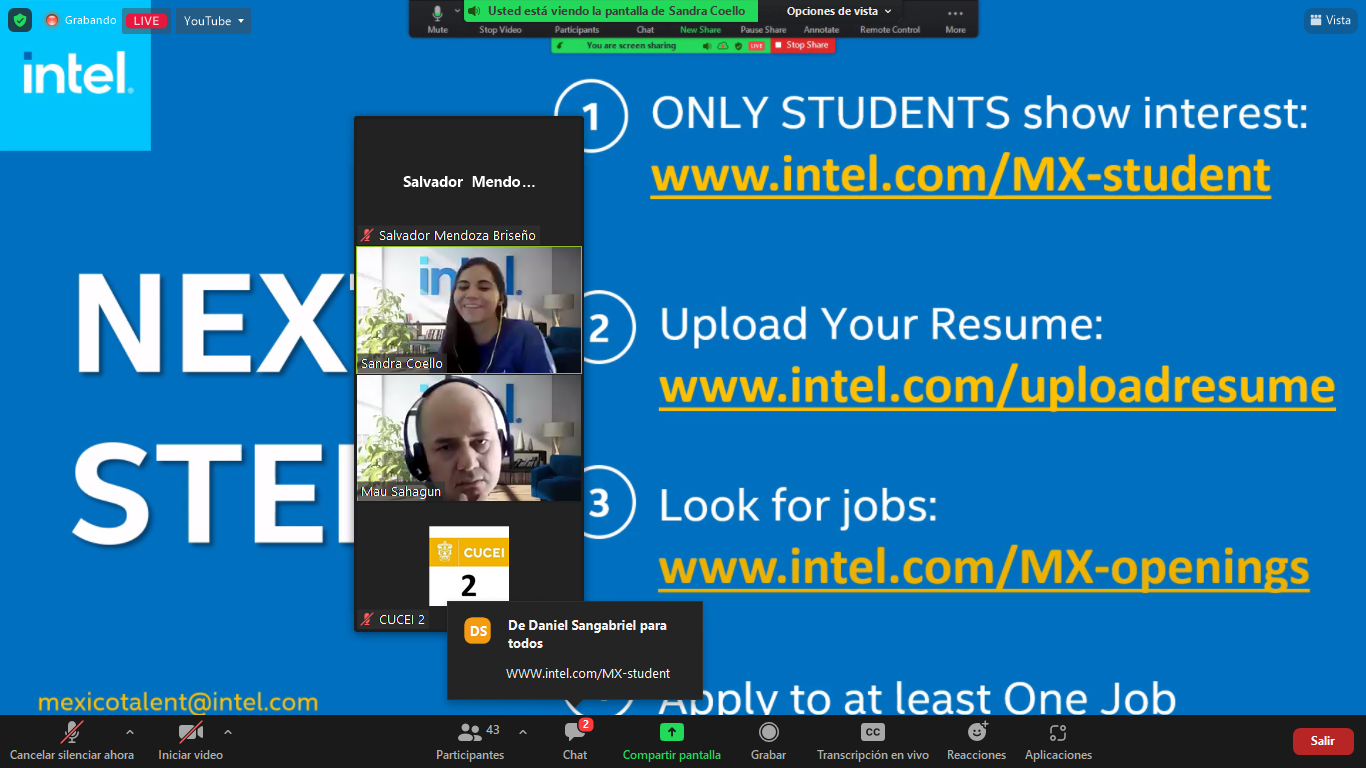 Grabando
LIVE
YouTube
Usted está viendo la pantalla de Sandra Coello
Opciones de vista
Vista
Mute
Stop Video
Participants
Chat
New Share
Pause Share
Annotate
Remote Control
More
You are screen sharing
LIVE
Stop Share
intel.
1
ONLY STUDENTS show interest:
www.intel.com/MX-student
Salvador Mendo...
Salvador Mendoza Briseño
intel.
Sandra Coello
Mau Sahagun
CUCEI
2
CUCEI 2
NEXT
STEP
2
Upload Your Resume:
www.intel.com/uploadresume
3
Look for jobs:
www.intel.com/MX-openings
DS
De Daniel Sangabriel para
todos
WWW.intel.com/MX-student
Apply to at least One Job
mexicotalent@intel.com
Cancelar silenciar ahora
Iniciar video
43
Participantes
2
Chat
Compartir pantalla
Grabar
CC
Transcripción en vivo
Reacciones
Aplicaciones
Salir